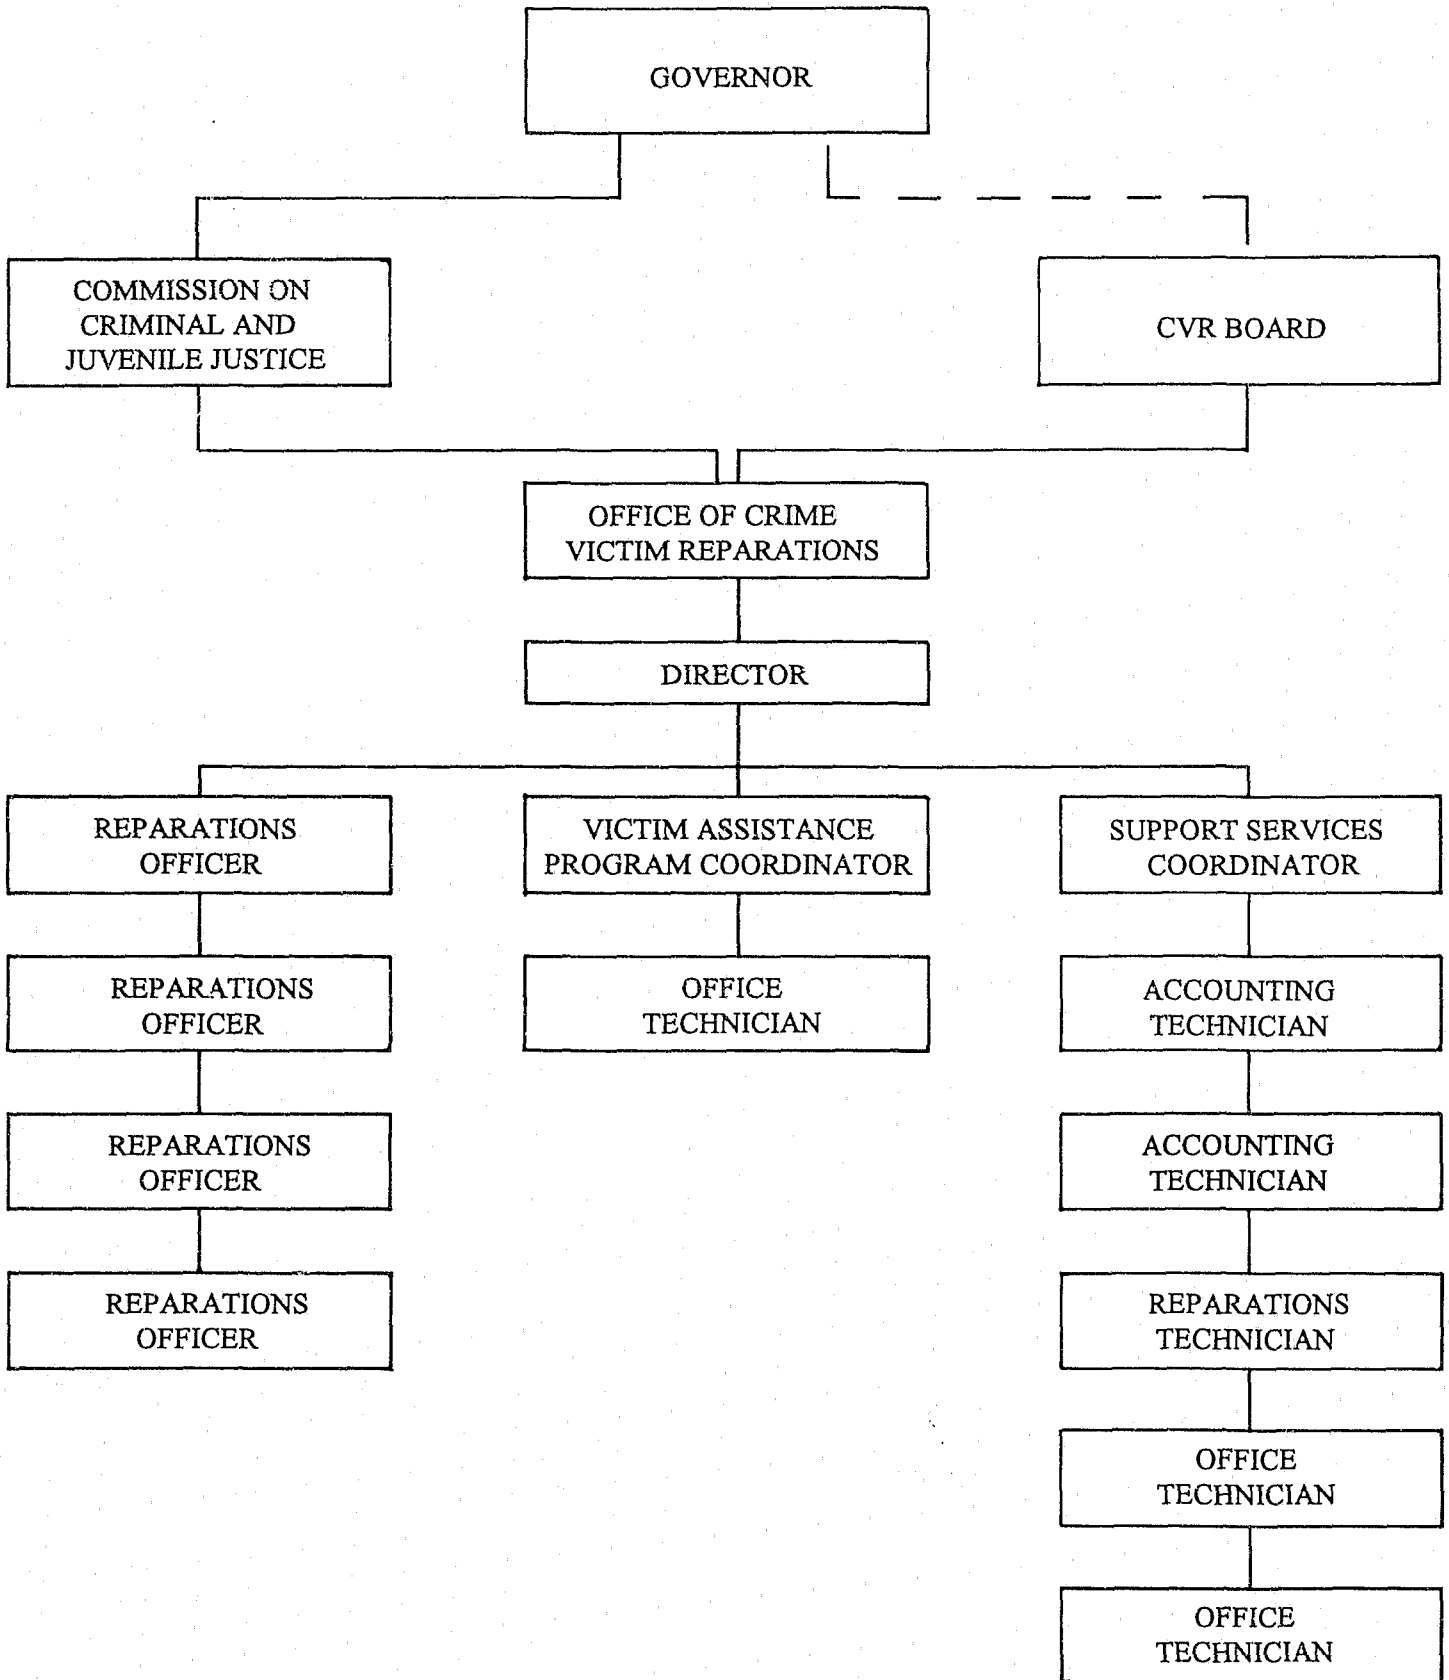 GOVERNOR
COMMISSION ON
CRIMINAL AND
JUVENILE JUSTICE
CVR BOARD
OFFICE OF CRIME
VICTIM REPARATIONS
DIRECTOR
REPARATIONS
OFFICER
VICTIM ASSISTANCE
PROGRAM COORDINATOR
SUPPORT SERVICES
COORDINATOR
REPARATIONS
OFFICER
OFFICE
TECHNICIAN
ACCOUNTING
TECHNICIAN
REPARATIONS
OFFICER
ACCOUNTING
TECHNICIAN
REPARATIONS
OFFICER
REPARATIONS
TECHNICIAN
OFFICE
TECHNICIAN
OFFICE
TECHNICIAN